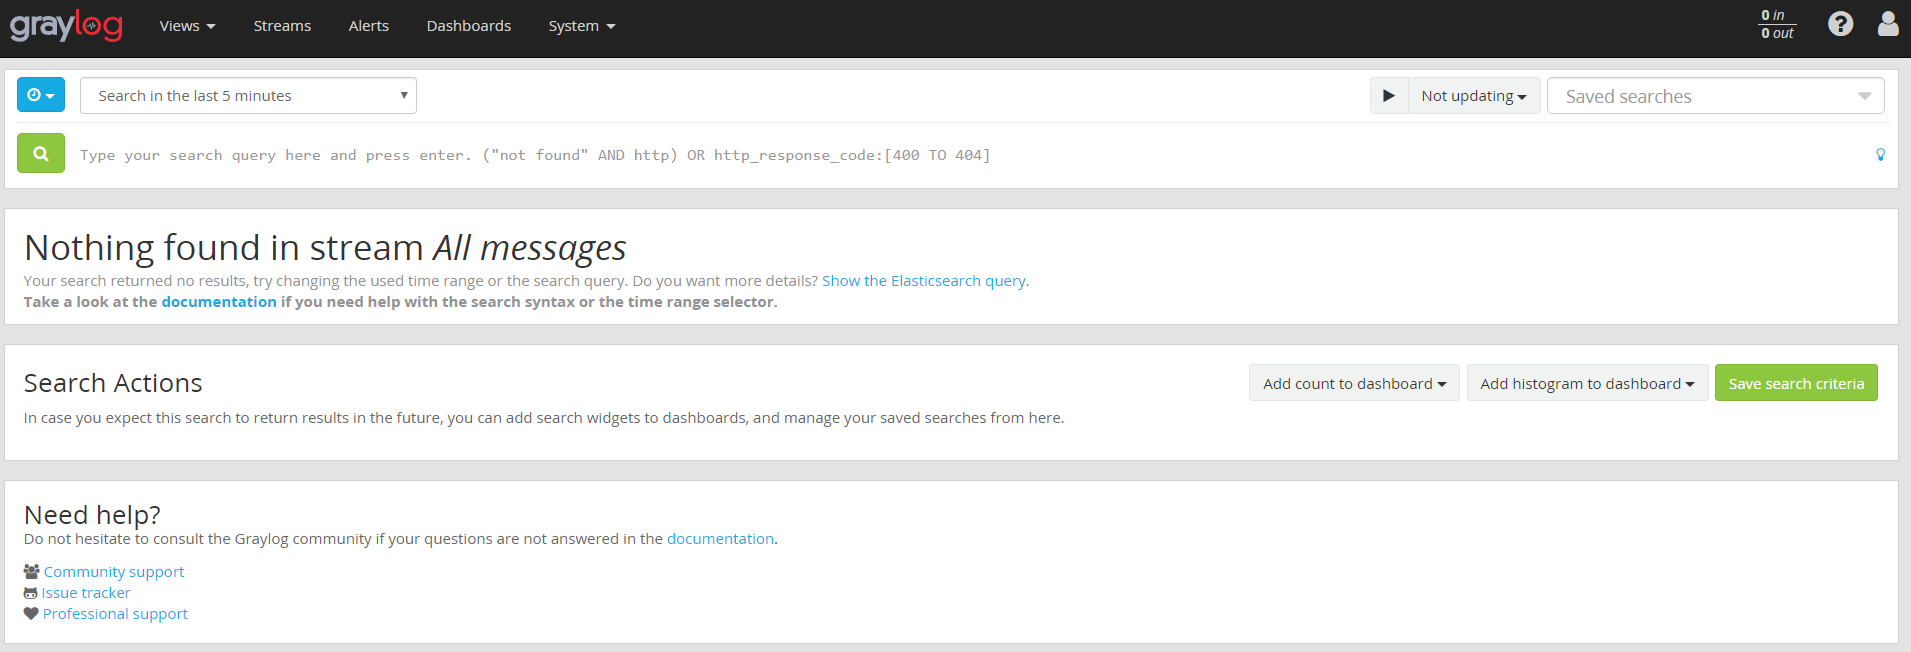 graylog Views Streams Alerts Dashboards System 0 in
0 out
Search in the last 5 minutes Not updating Saved searches
Type your search query here and press enter. ("not found" AND http) OR http_response_code:[400 TO 404]
Nothing found in stream All messages
Your search returned no results, try changing the used time range or the search query. Do you want more details? Show the Elasticsearch query.
Take a look at the documentation if you need help with the search syntax or the time range selector.
Search Actions Add count to dashboard Add histogram to dashboard Save search criteria
In case you expect this search to return results in the future, you can add search widgets to dashboards, and manage your saved searches from here.
Need help?
Do not hesitate to consult the Graylog community if your questions are not answered in the documentation.
Community support
Issue tracker
Professional support